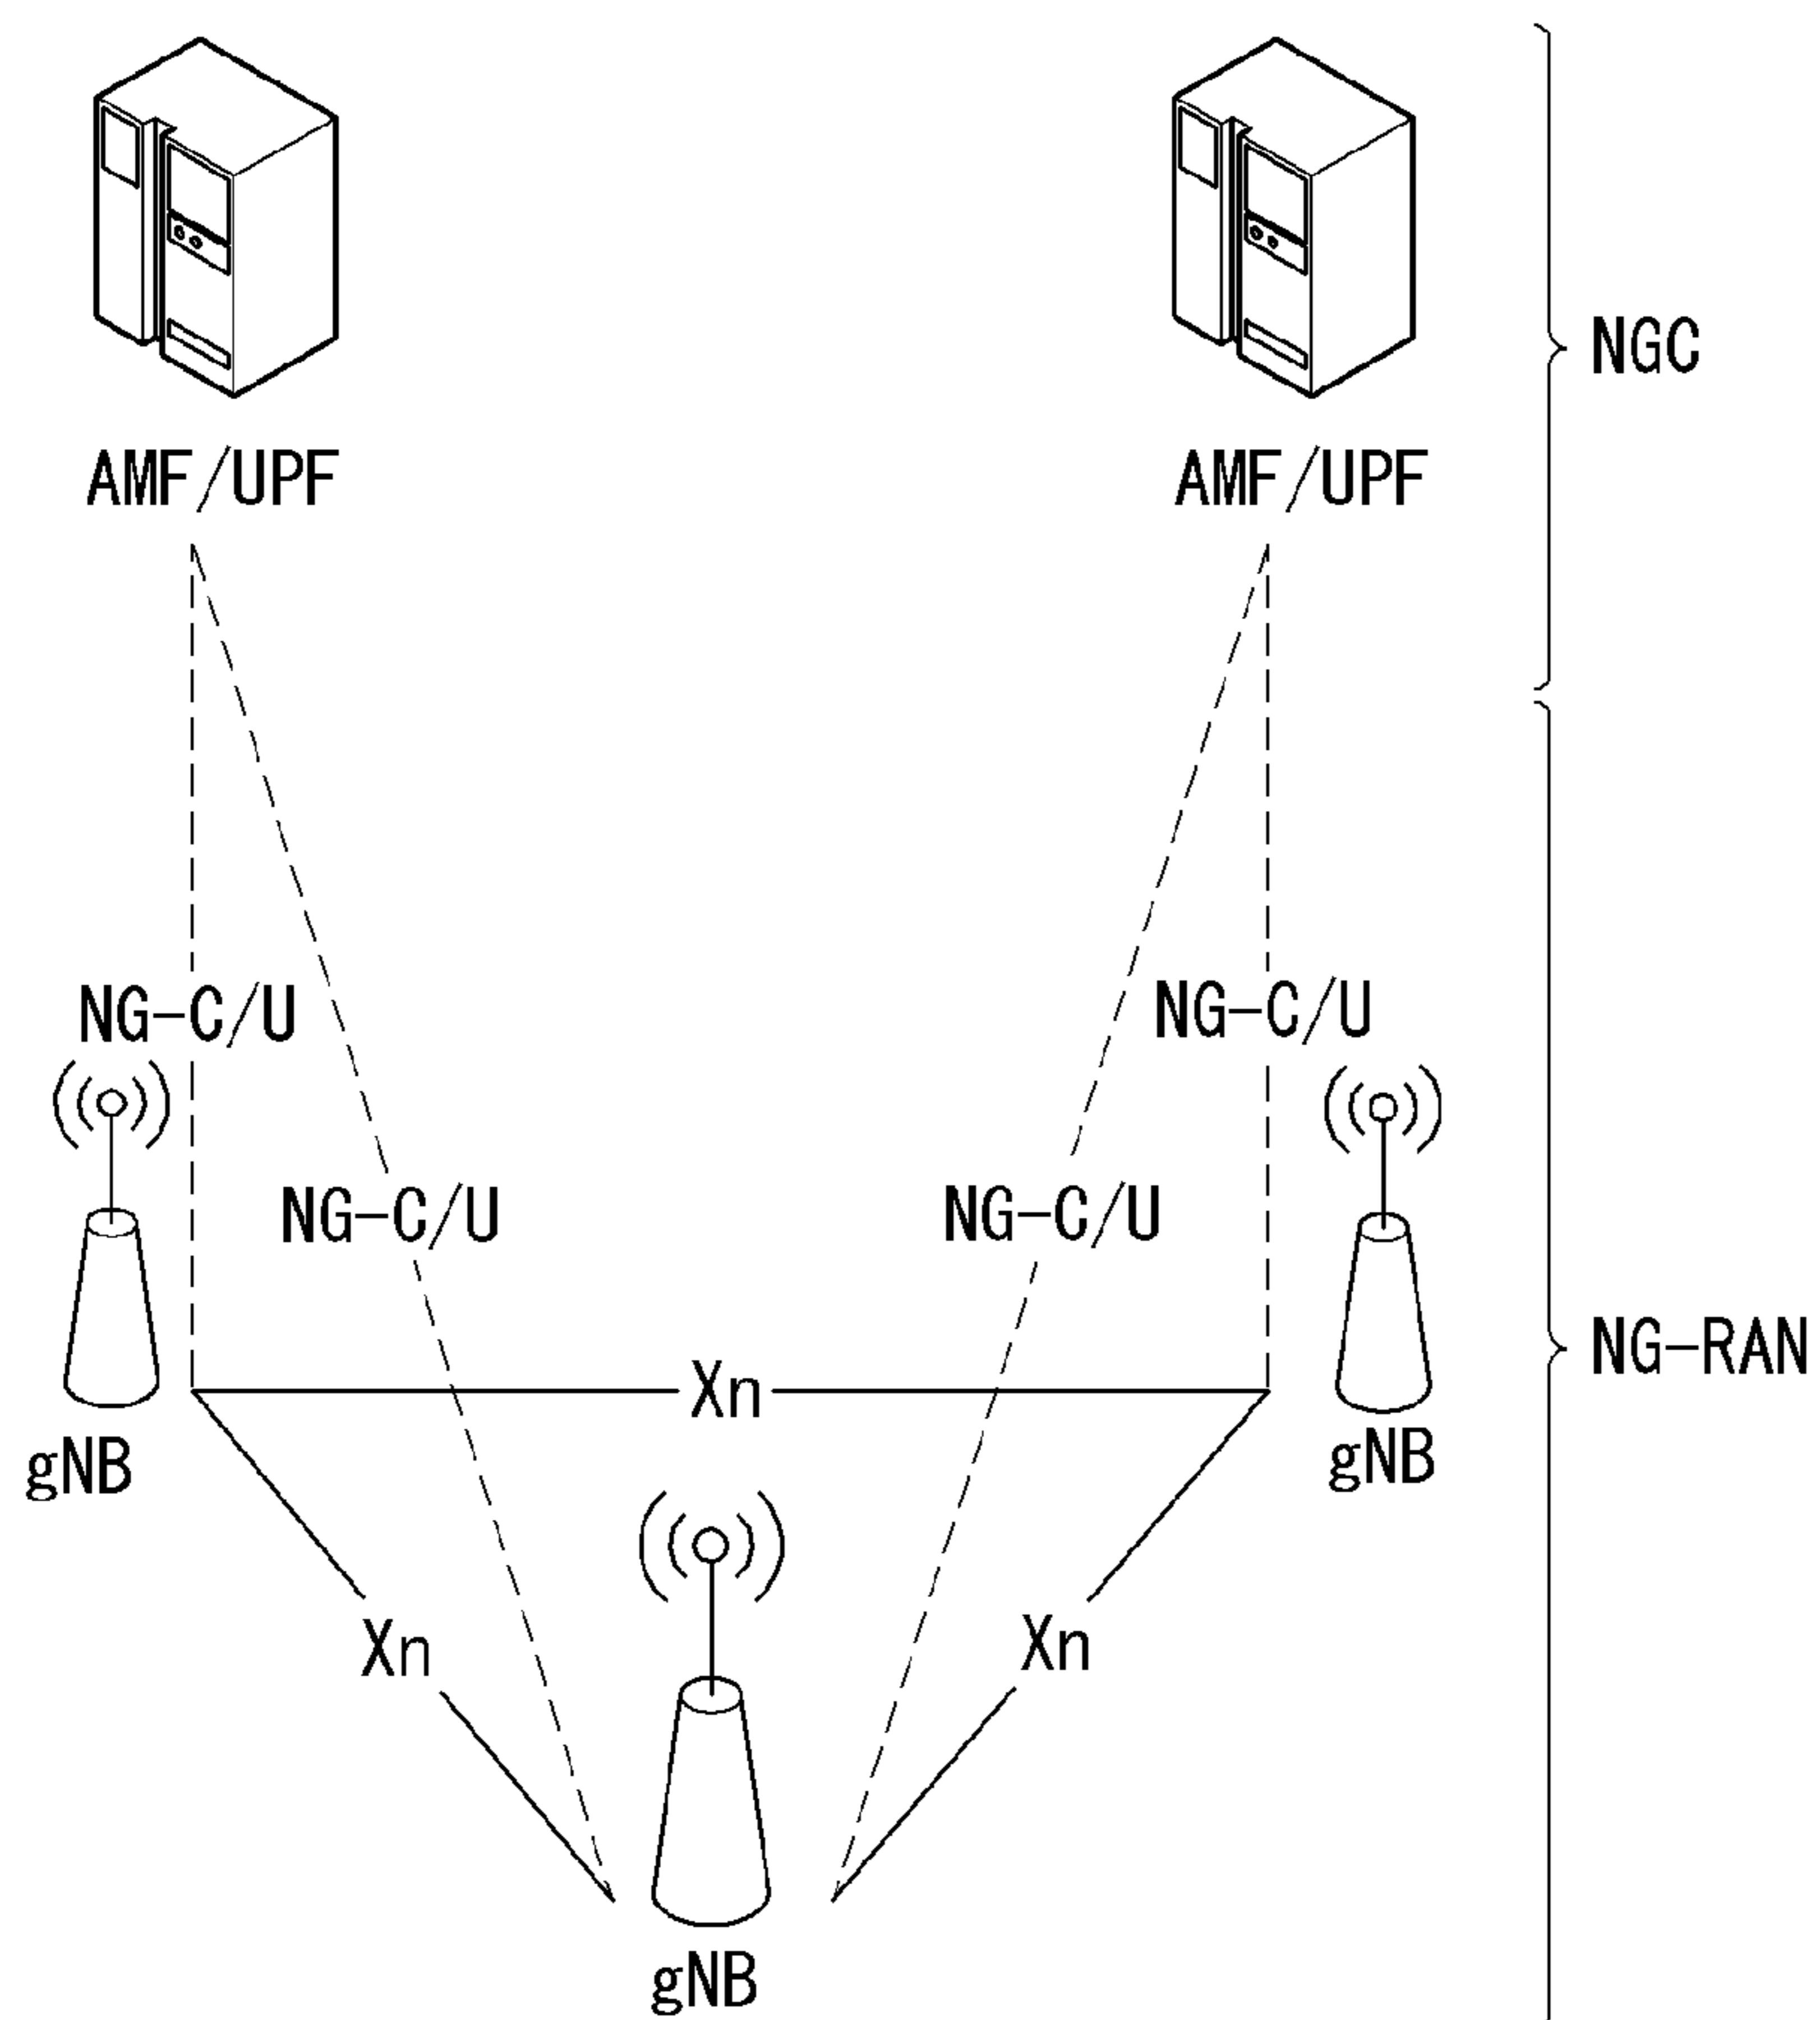 NGC
AMF/UPF
AMF/UPF
NG-C/U
NG-C/U
NG-C/U
NG-C/U
NG-RAN
Xn
gNB
gNB
Xn
Xn
gNB